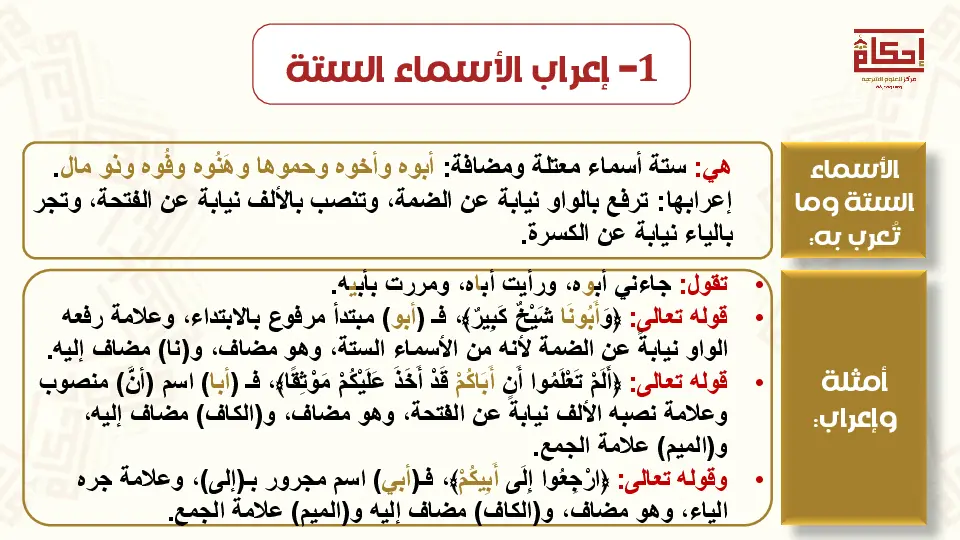 إحكام
مركز للعلوم الشرعية
1- إعراب الأسماء الستة
الأسماء
الستة وما
تُعرب به:
هي: ستة أسماء معتلة ومضافة: أبوه وأخوه وحموها وهَنُوه وفُوه وذو مال.
إعرابها: ترفع بالواو نيابة عن الضمة، وتنصب بالألف نيابة عن الفتحة، وتجر
بالياء نيابة عن الكسرة.
أمثلة
وإعراب:
• تقول: جاءني أبوه، ورأيت أباه، ومررت بأبيه.
• قوله تعالى: ﴿وَأَبُونَا شَيْخٌ كَبِيرٌ﴾، فـ (أبو) مبتدأ مرفوع بالابتداء، وعلامة رفعه
الواو نيابةً عن الضمة لأنه من الأسماء الستة، وهو مضاف، و(نا) مضاف إليه.
• قوله تعالى: ﴿أَلَمْ تَعْلَمُوا أَن أَبَاكُمْ قَدْ أَخَذَ عَلَيْكُمْ مَوْثِقًا﴾، فـ (أبا) اسم (أنَّ) منصوب
وعلامة نصبه الألف نيابةً عن الفتحة، وهو مضاف، و(الكاف) مضاف إليه،
و(الميم) علامة الجمع.
• وقوله تعالى: ﴿ارْجِعُوا إِلَى أَبِيكُمْ﴾، فـ(أبي) اسم مجرور بـ(إلى)، وعلامة جره
الياء، وهو مضاف، و(الكاف) مضاف إليه و(الميم) علامة الجمع.